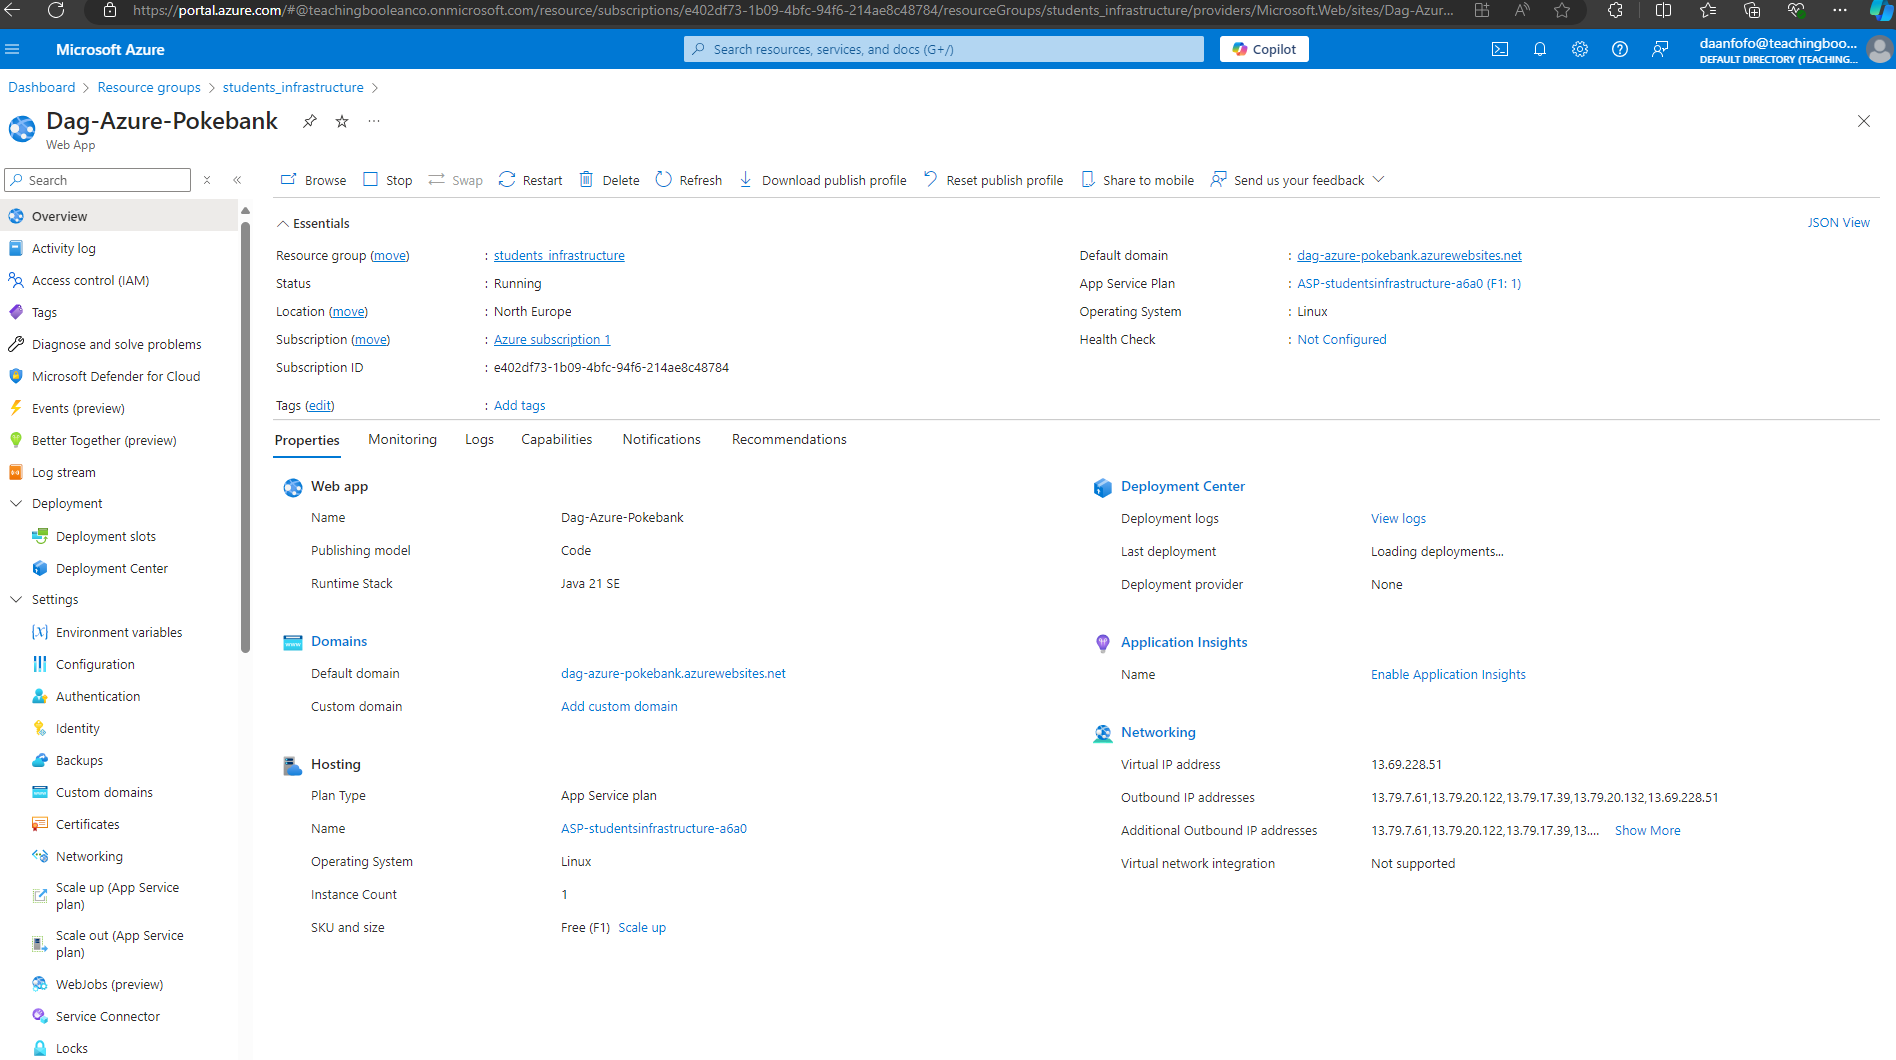 https://portal.azure.com/#@teachingbooleanco.onmicrosoft.com/resource/subscriptions/e402df73-1b09-4bfc-94f6-214ae8c48784/resourceGroups/students_infrastructure/providers/Microsoft.Web/sites/Dag-Azur...
Microsoft Azure
Search resources, services, and docs (G+/)
Copilot
daanfofo@teachingboo...
DEFAULT DIRECTORY (TEACHING...
Dashboard > Resource groups > students_infrastructure >
Dag-Azure-Pokebank
Web App
Search
Browse Stop Swap Restart Delete Refresh Download publish profile Reset publish profile Share to mobile Send us your feedback
Overview
Activity log
Access control (IAM)
Tags
Diagnose and solve problems
Microsoft Defender for Cloud
Events (preview)
Better Together (preview)
Log stream
Deployment
Deployment slots
Deployment Center
Settings
Environment variables
Configuration
Authentication
Identity
Backups
Custom domains
Certificates
Networking
Scale up (App Service
plan)
Scale out (App Service
plan)
WebJobs (preview)
Service Connector
Locks
Essentials
JSON View
Resource group (move) : students_infrastructure
Status : Running
Location (move) : North Europe
Subscription (move) : Azure subscription 1
Subscription ID : e402df73-1b09-4bfc-94f6-214ae8c48784
Tags (edit) : Add tags
Default domain : dag-azure-pokebank.azurewebsites.net
App Service Plan : ASP-studentsinfrastructure-a6a0 (F1: 1)
Operating System : Linux
Health Check : Not Configured
Properties Monitoring Logs Capabilities Notifications Recommendations
Web app
Name Dag-Azure-Pokebank
Publishing model Code
Runtime Stack Java 21 SE
Domains
Default domain dag-azure-pokebank.azurewebsites.net
Custom domain Add custom domain
Hosting
Plan Type App Service plan
Name ASP-studentsinfrastructure-a6a0
Operating System Linux
Instance Count 1
SKU and size Free (F1) Scale up
Deployment Center
Deployment logs View logs
Last deployment Loading deployments...
Deployment provider None
Application Insights
Name Enable Application Insights
Networking
Virtual IP address 13.69.228.51
Outbound IP addresses 13.79.7.61,13.79.20.122,13.79.17.39,13.79.20.132,13.69.228.51
Additional Outbound IP addresses 13.79.7.61,13.79.20.122,13.79.17.39,13.... Show More
Virtual network integration Not supported